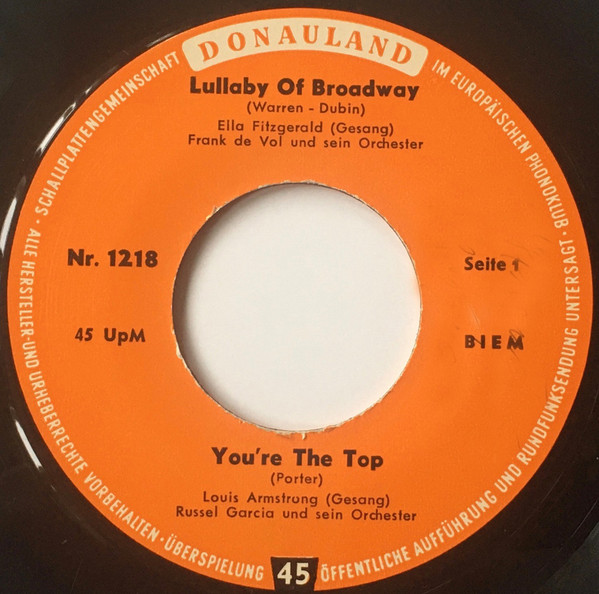 DONAULAND
Lullaby Of Broadway
(Warren - Dubin)
Ella Fitzgerald (Gesang)
Frank de Vol und sein Orchester
Nr. 1218
Seite 1
45 UpM
BIEM
You're The Top
(Porter)
Louis Armstrong (Gesang)
Russel Garcia und sein Orchester
45
SCHALLPLATTENGEMEINSCHAFT
IM EUROPÄISCHEN PHONOKLUB · ALLE HERSTELLER-UND URHEBERRECHTE VORBEHALTEN · ÜBERSPIELUNG ÖFFENTLICHE AUFFÜHRUNG UND RUNDFUNKSENDUNG UNTERSAGT ·